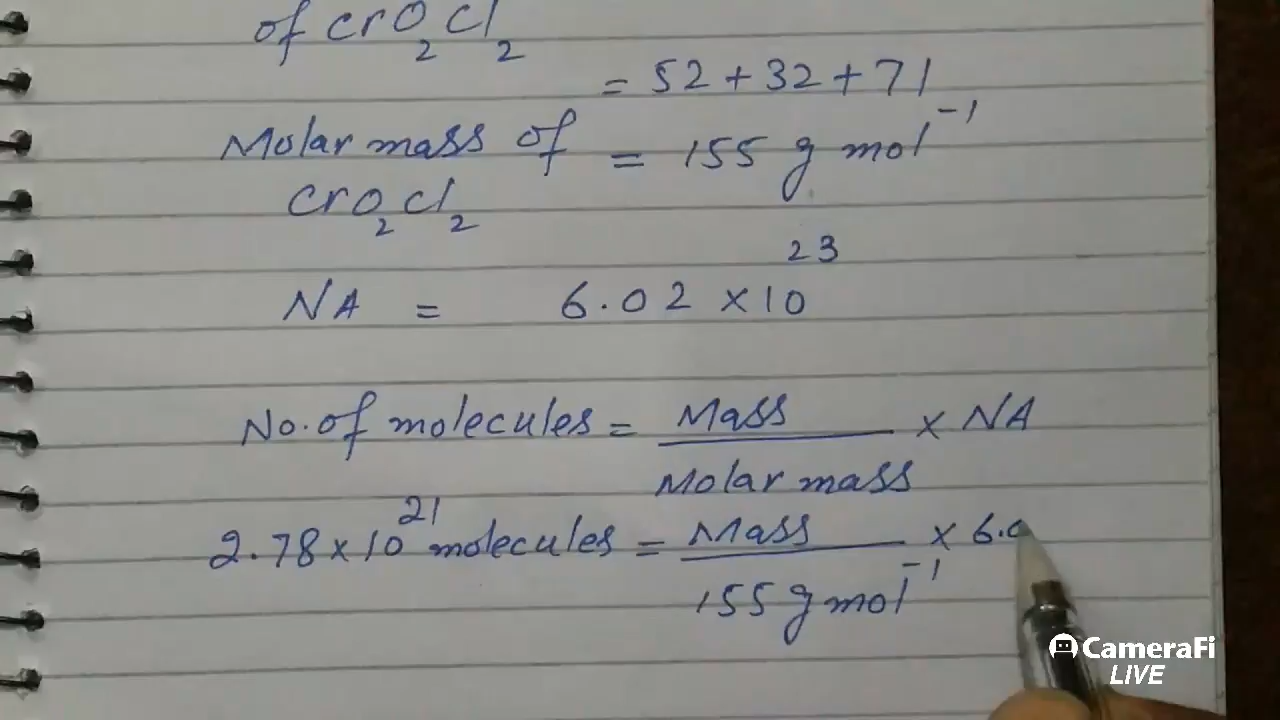 of CrO₂Cl₂
= 52 + 32 + 71
Molar mass of = 155 g mol⁻¹
CrO₂Cl₂
NA = 6.02 × 10²³
No. of molecules = Mass / Molar mass × NA
2.78 × 10²¹ molecules = Mass / 155 g mol⁻¹ × 6.0
CameraFi
LIVE